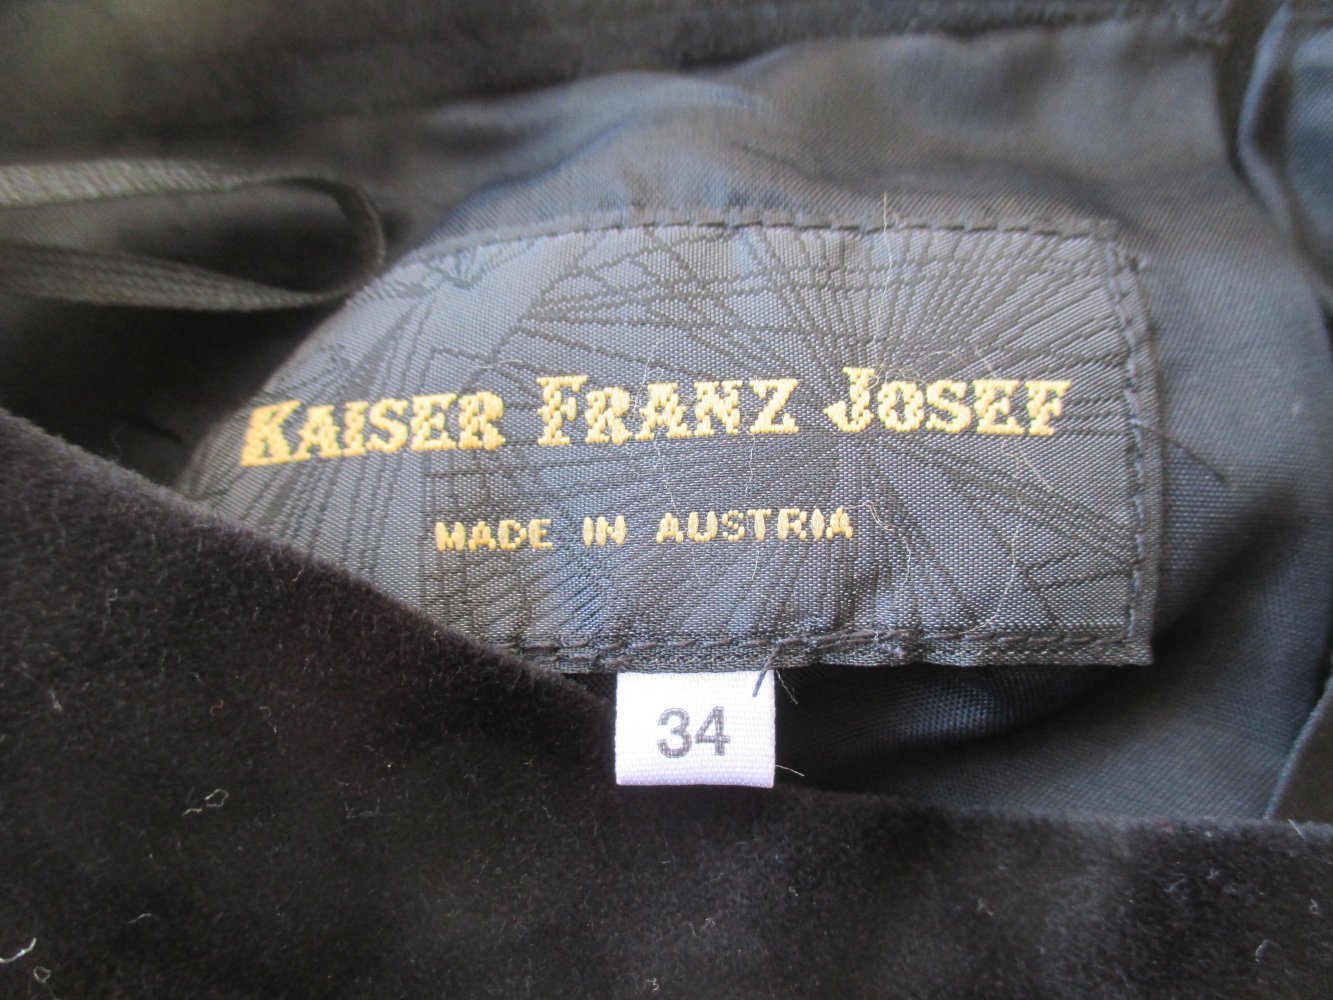 KAISER FRANZ JOSEF
MADE IN AUSTRIA
34